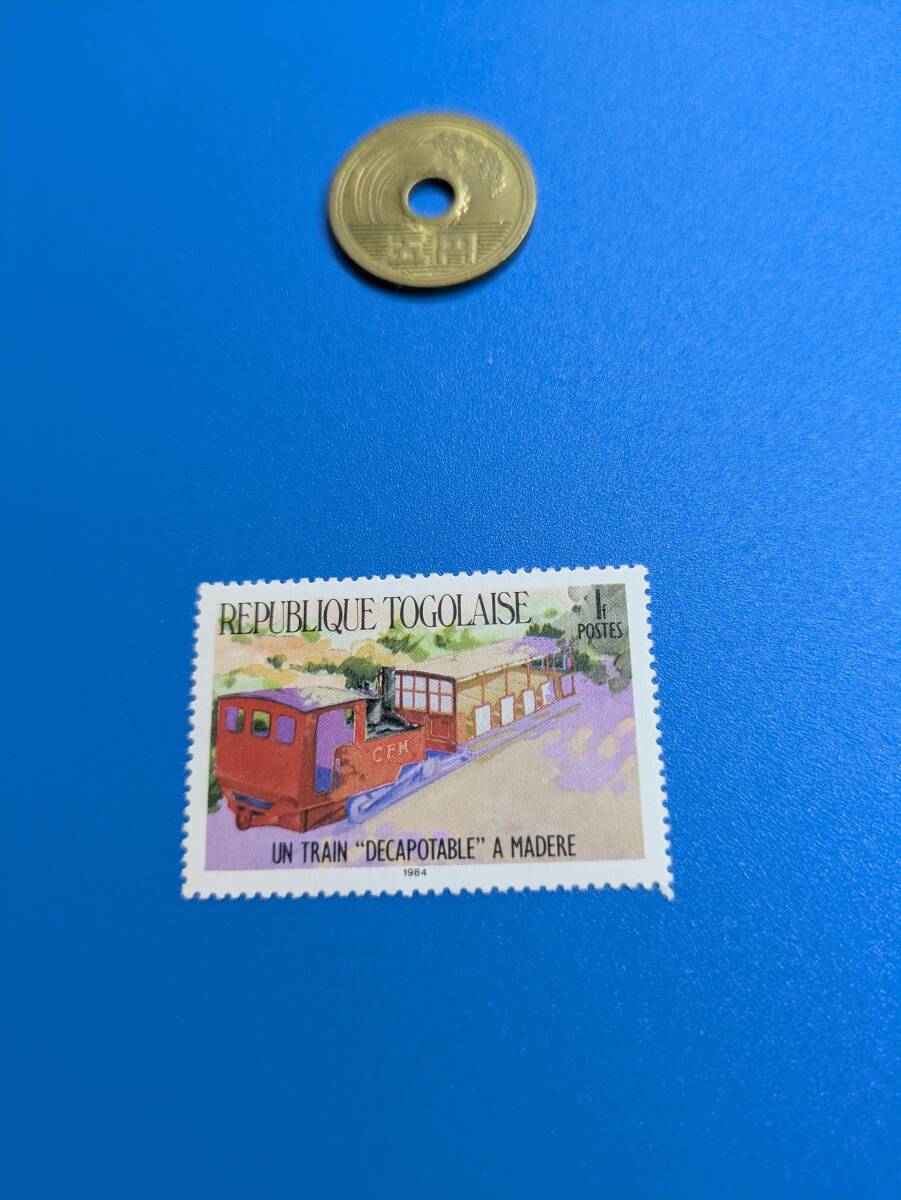 五円
REPUBLIQUE TOGOLAISE
1f
POSTES
CFM
UN TRAIN “DECAPOTABLE” A MADERE
1984